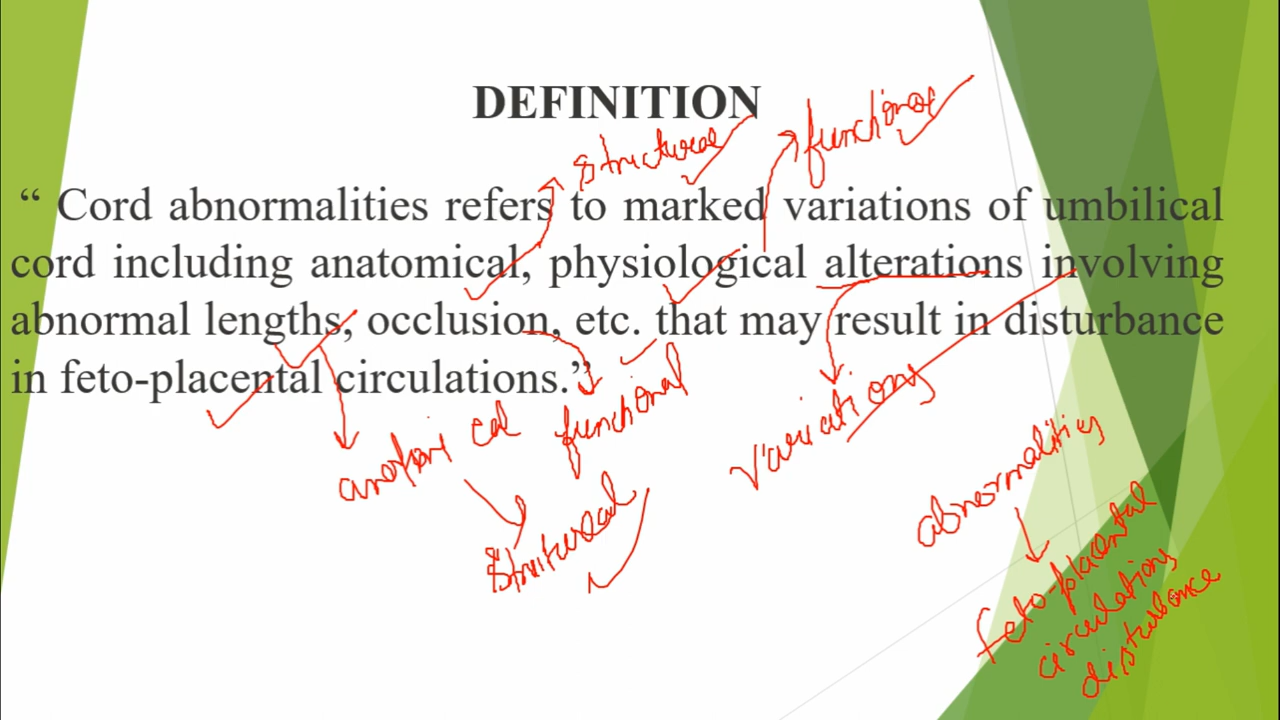 DEFINITION
functional
structural
“ Cord abnormalities refers to marked variations of umbilical
cord including anatomical, physiological alterations involving
abnormal lengths, occlusion, etc. that may result in disturbance
in feto-placental circulations.”
functional
variations
anatomical
structural
abnormalities
feto-placental
circulations
disturbance